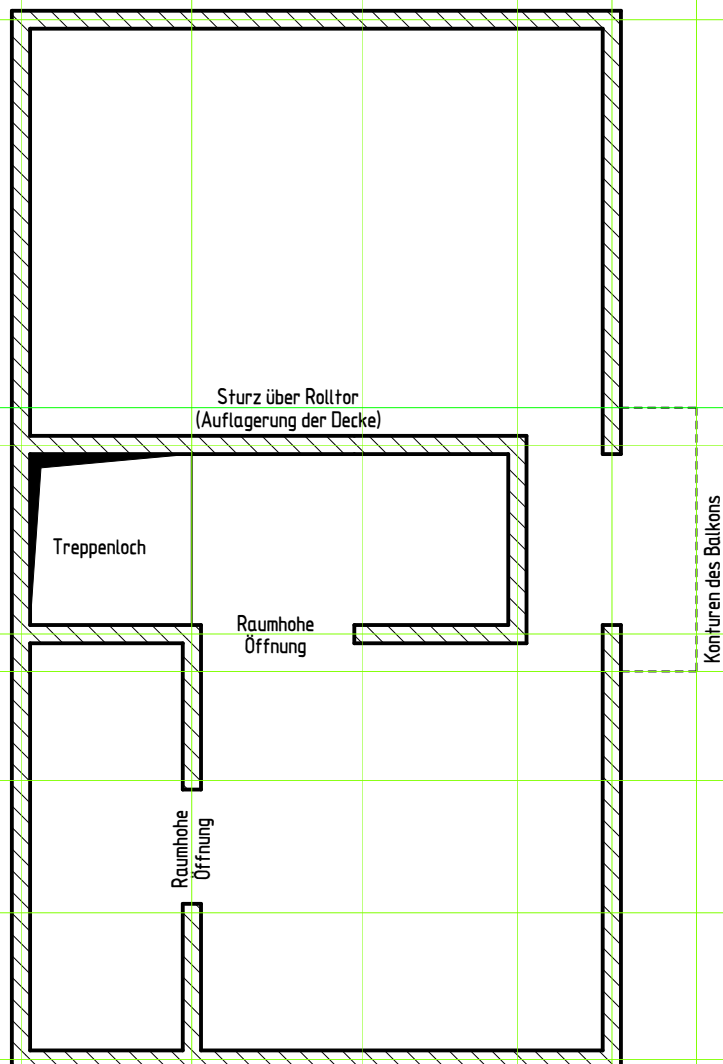 Sturz über Rolltor
(Auflagerung der Decke)
Treppenloch
Raumhohe
Öffnung
Konturen des Balkons
Raumhohe
Öffnung